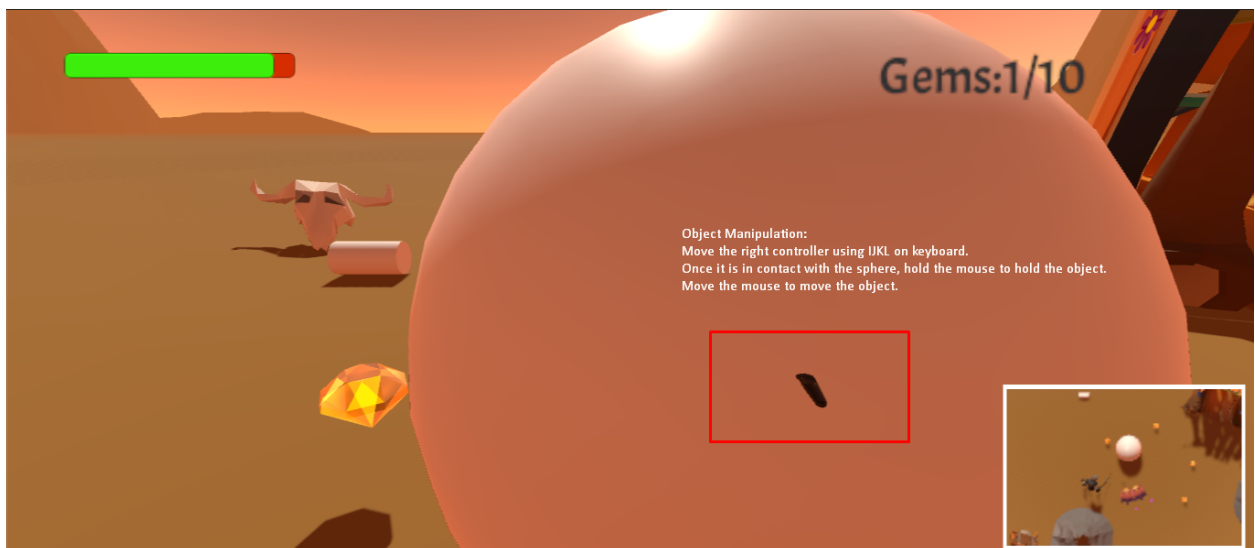 Gems:1/10
Object Manipulation:
Move the right controller using IJKL on keyboard.
Once it is in contact with the sphere, hold the mouse to hold the object.
Move the mouse to move the object.